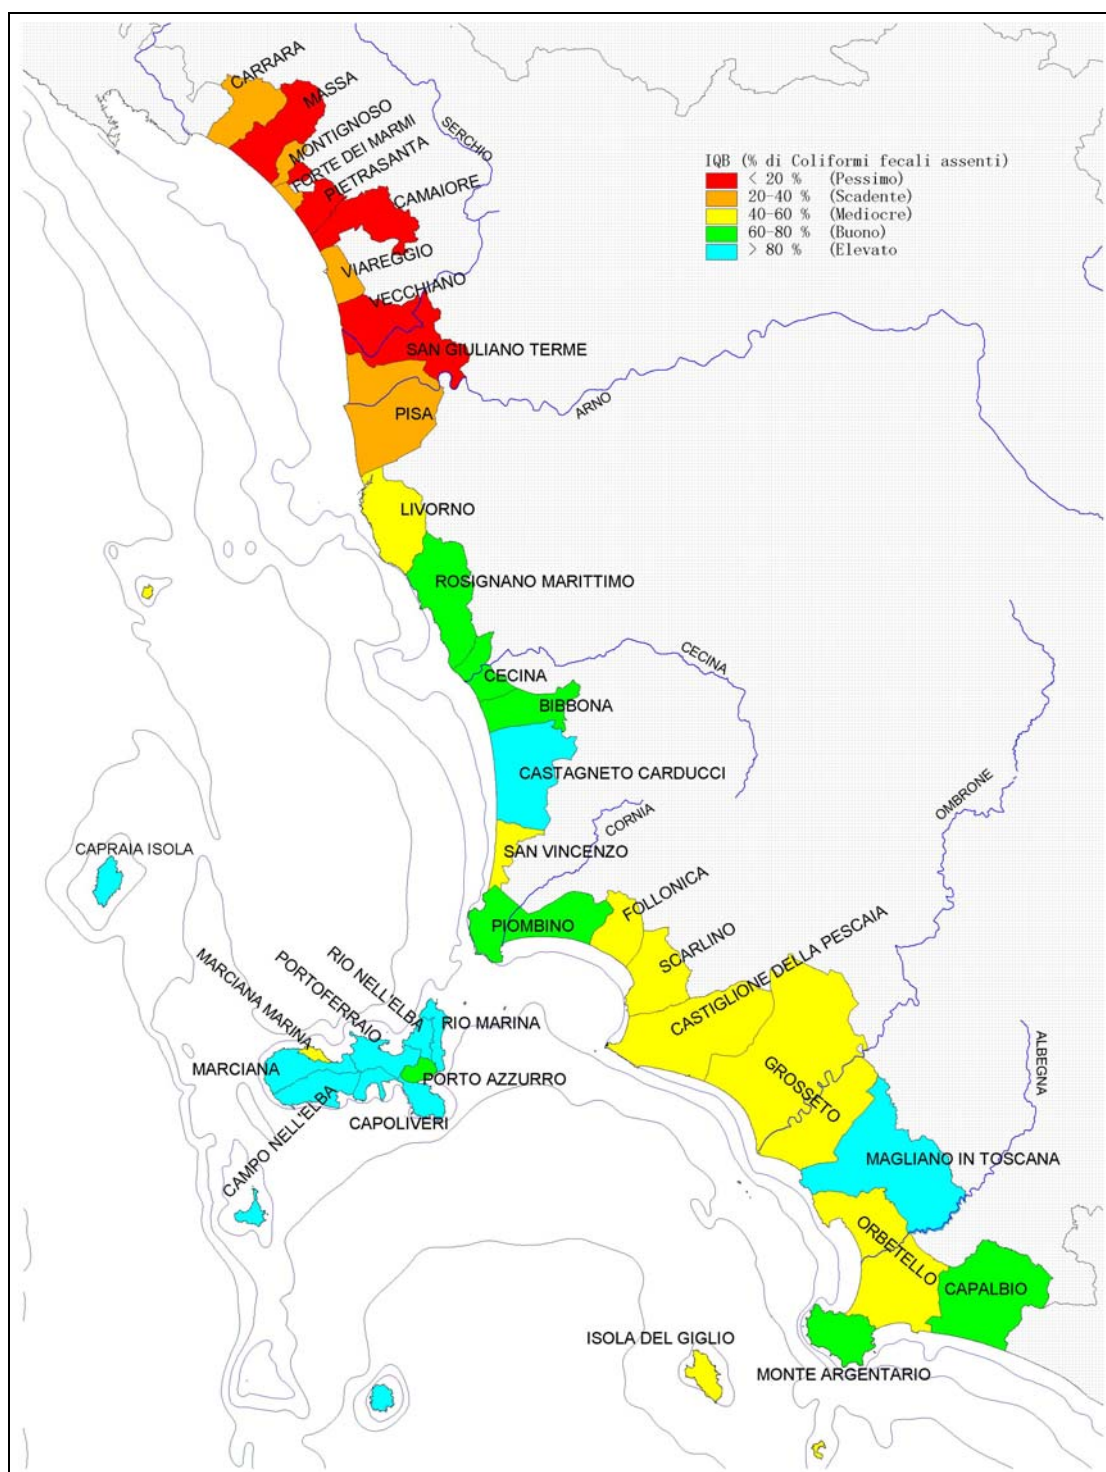 CARRARA
MASSA
MONTIGNOSO
FORTE DEI MARMI
PIETRASANTA
CAMAIORE
SERCHIO
IQB (% di Coliformi fecali assenti)
< 20 % (Pessimo)
20-40 % (Scadente)
40-60 % (Mediocre)
60-80 % (Buono)
> 80 % (Elevato
VIAREGGIO
VECCHIANO
SAN GIULIANO TERME
ARNO
PISA
LIVORNO
ROSIGNANO MARITTIMO
CECINA
CECINA
BIBBONA
CASTAGNETO CARDUCCI
OMBRONE
CORNIA
SAN VINCENZO
CAPRAIA ISOLA
PIOMBINO
FOLLONICA
SCARLINO
CASTIGLIONE DELLA PESCAIA
MARCIANA MARINA
PORTOFERRAIO
RIO NELL'ELBA
RIO MARINA
MARCIANA
PORTO AZZURRO
CAPOLIVERI
CAMPO NELL'ELBA
GROSSETO
ALBEGNA
MAGLIANO IN TOSCANA
ORBETELLO
CAPALBIO
ISOLA DEL GIGLIO
MONTE ARGENTARIO